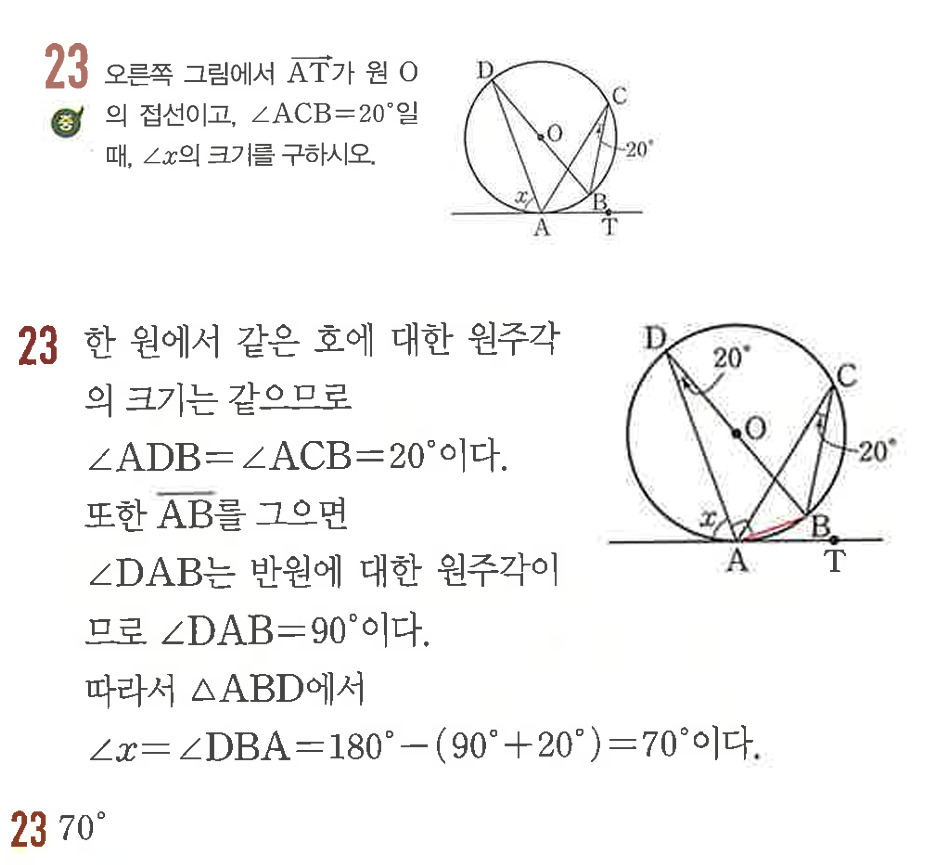 23 오른쪽 그림에서 AT가 원 O
중 의 접선이고, ∠ACB=20°일
때, ∠x의 크기를 구하시오.
D
C
O
20°
x
B
A
T
23 한 원에서 같은 호에 대한 원주각
의 크기는 같으므로
∠ADB=∠ACB=20°이다.
또한 AB를 그으면
∠DAB는 반원에 대한 원주각이
므로 ∠DAB=90°이다.
따라서 △ABD에서
∠x=∠DBA=180°-(90°+20°)=70°이다.
D
20°
C
O
20°
x
B
A
T
23 70°